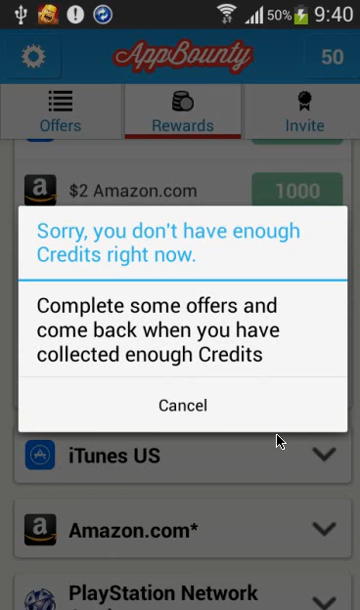 50% 9:40
AppBounty 50
Offers Rewards Invite
$2 Amazon.com 1000
Sorry, you don't have enough
Credits right now.
Complete some offers and
come back when you have
collected enough Credits
Cancel
iTunes US
Amazon.com*
PlayStation Network